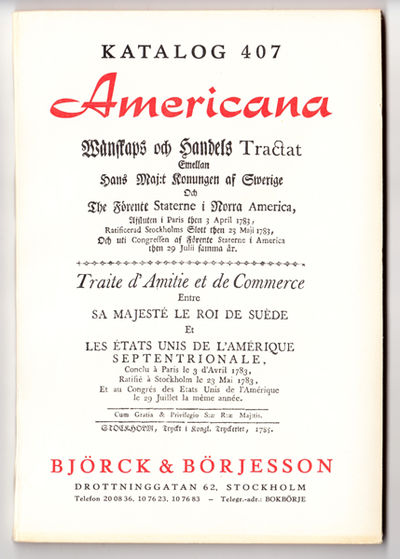 KATALOG 407
Americana
Wänskaps och Handels Tractat
Emellan
Hans Maj:t Konungen af Swerige
Och
The Förente Staterne i Norra America,
Afsluten i Paris then 3 April 1783,
Ratificerad Stockholms Slott then 23 Maji 1783,
Och uti Congressen af Förente Staterne i America
then 29 Julii samma år.
Traite d'Amitie et de Commerce
Entre
SA MAJESTÉ LE ROI DE SUÈDE
Et
LES ÉTATS UNIS DE L'AMÉRIQUE
SEPTENTRIONALE,
Conclu à Paris le 3 d'Avril 1783,
Ratifié à Stockholm le 23 Mai 1783,
Et au Congrés des Etats Unis de l'Amérique
le 29 Juillet la même année.
Cum Gratia & Privilegio Sæ Ræ Majtis.
STOCKHOLM, Tryckt i Kongl. Tryckeriet, 1785.
BJÖRCK & BÖRJESSON
DROTTNINGGATAN 62, STOCKHOLM
Telefon 20 08 36, 10 76 23, 10 76 83 – Telegr.-adr.: BOKBÖRJE